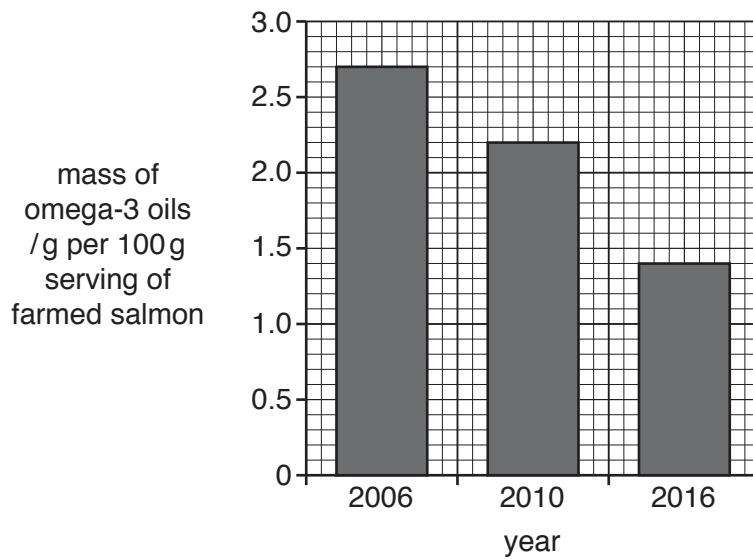 mass of
omega-3 oils
/ g per 100 g
serving of
farmed salmon
3.0
2.5
2.0
1.5
1.0
0.5
0
2006
2010
2016
year